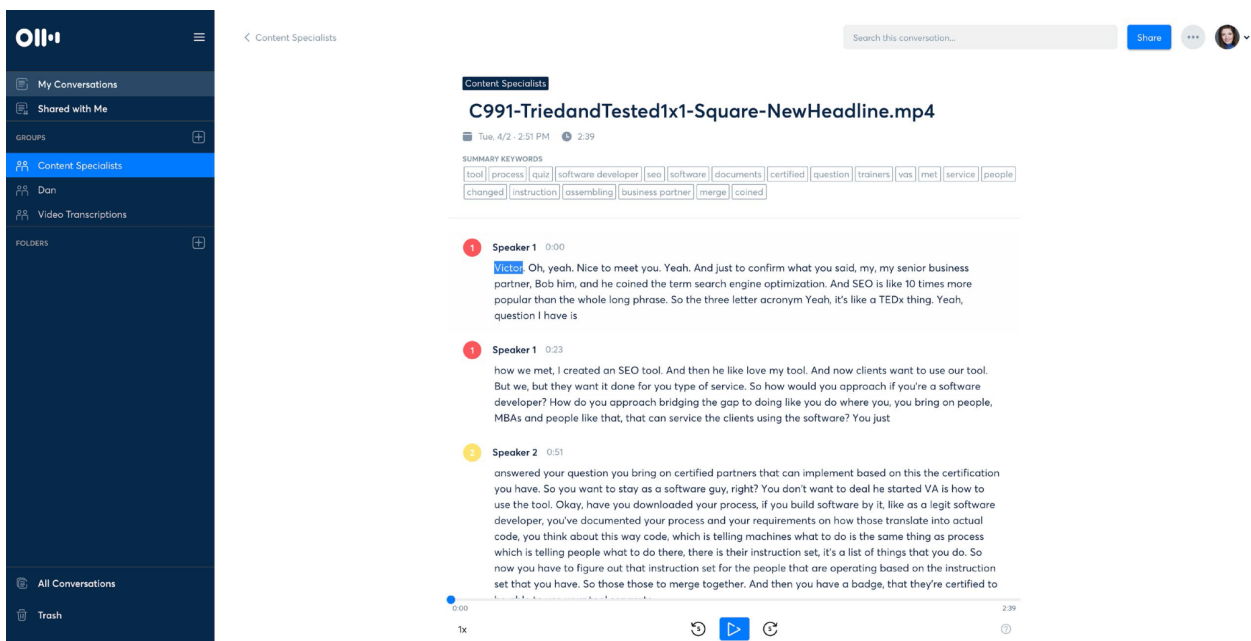 Content Specialists
Search this conversation...
Share
My Conversations
Shared with Me
GROUPS
Content Specialists
Dan
Video Transcriptions
FOLDERS
All Conversations
Trash
Content Specialists
C991-TriedandTested1x1-Square-NewHeadline.mp4
Tue, 4/2 · 2:51 PM 2:39
SUMMARY KEYWORDS
tool process quiz software developer seo software documents certified question trainers vas met service people
changed instruction assembling business partner merge coined
1 Speaker 1 0:00
Victor. Oh, yeah. Nice to meet you. Yeah. And just to confirm what you said, my, my senior business
partner, Bob him, and he coined the term search engine optimization. And SEO is like 10 times more
popular than the whole long phrase. So the three letter acronym Yeah, it's like a TEDx thing. Yeah,
question I have is
1 Speaker 1 0:23
how we met, I created an SEO tool. And then he like love my tool. And now clients want to use our tool.
But we, but they want it done for you type of service. So how would you approach if you're a software
developer? How do you approach bridging the gap to doing like you do where you, you bring on people,
MBAs and people like that, that can service the clients using the software? You just
2 Speaker 2 0:51
answered your question you bring on certified partners that can implement based on this the certification
you have. So you want to stay as a software guy, right? You don't want to deal he started VA is how to
use the tool. Okay, have you downloaded your process, if you build software by it, like as a legit software
developer, you've documented your process and your requirements on how those translate into actual
code, you think about this way code, which is telling machines what to do is the same thing as process
which is telling people what to do there, there is their instruction set, it's a list of things that you do. So
now you have to figure out that instruction set for the people that are operating based on the instruction
set that you have. So those those to merge together. And then you have a badge, that they're certified to
0:00 2:39
1x 5 5